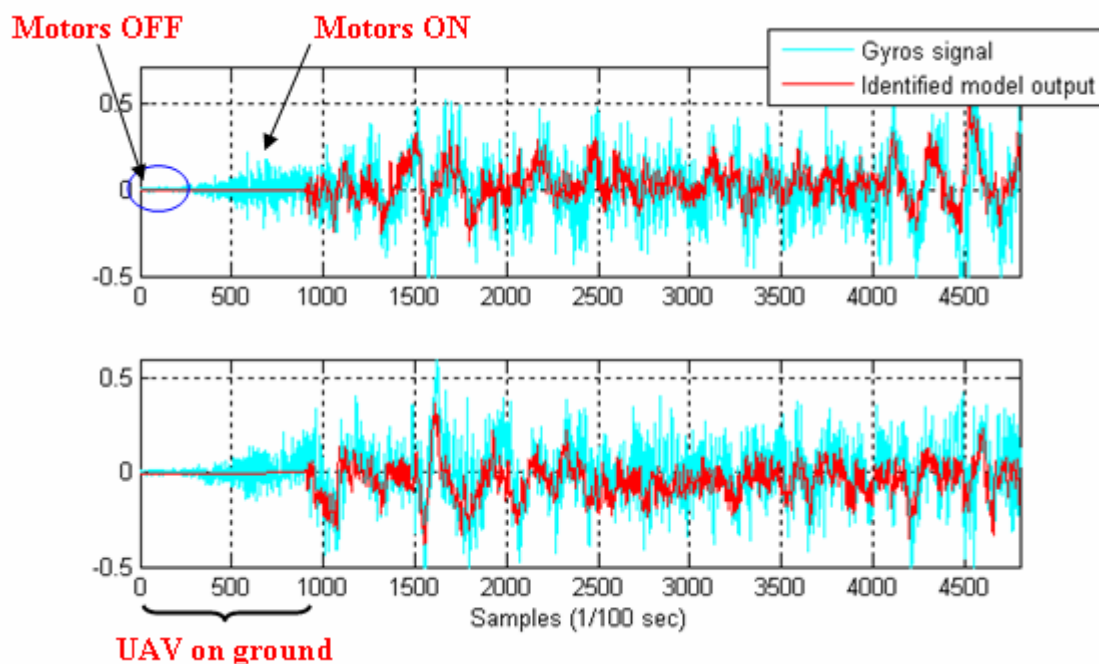 Motors OFF
Motors ON
Gyros signal
Identified model output
0.5
0
-0.5
0 500 1000 1500 2000 2500 3000 3500 4000 4500
0.5
0
-0.5
0 500 1000 1500 2000 2500 3000 3500 4000 4500
Samples (1/100 sec)
UAV on ground